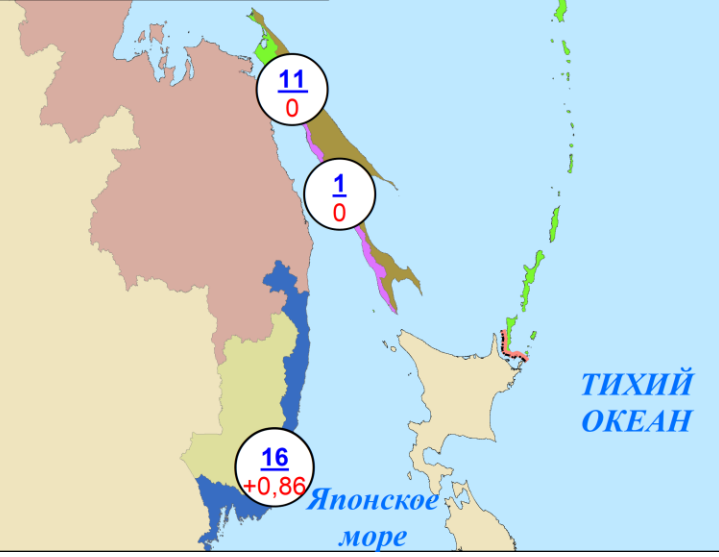 11
0
1
0
ТИХИЙ
ОКЕАН
16
+0,86
Японское
море